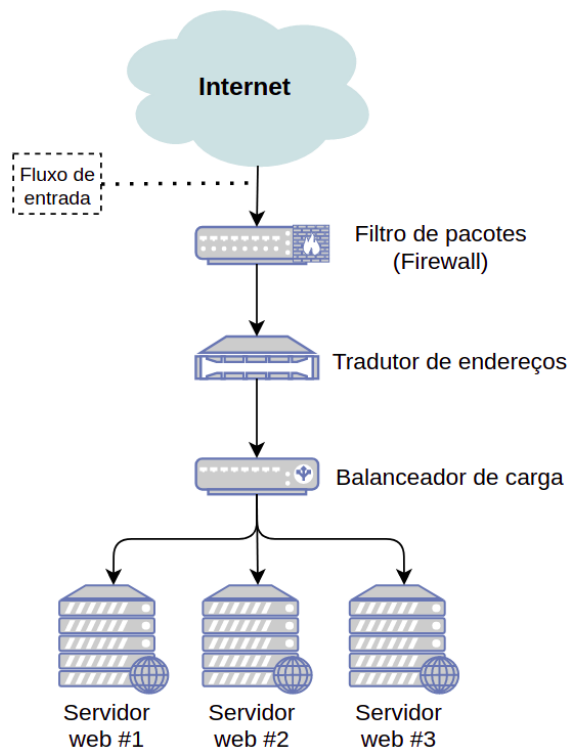 Internet
Fluxo de
entrada
Filtro de pacotes
(Firewall)
Tradutor de endereços
Balanceador de carga
Servidor
web #1
Servidor
web #2
Servidor
web #3